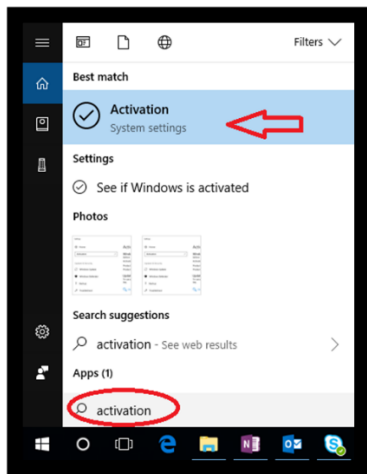 Filters
Best match
Activation
System settings
Settings
See if Windows is activated
Photos
Search suggestions
activation - See web results
Apps (1)
activation